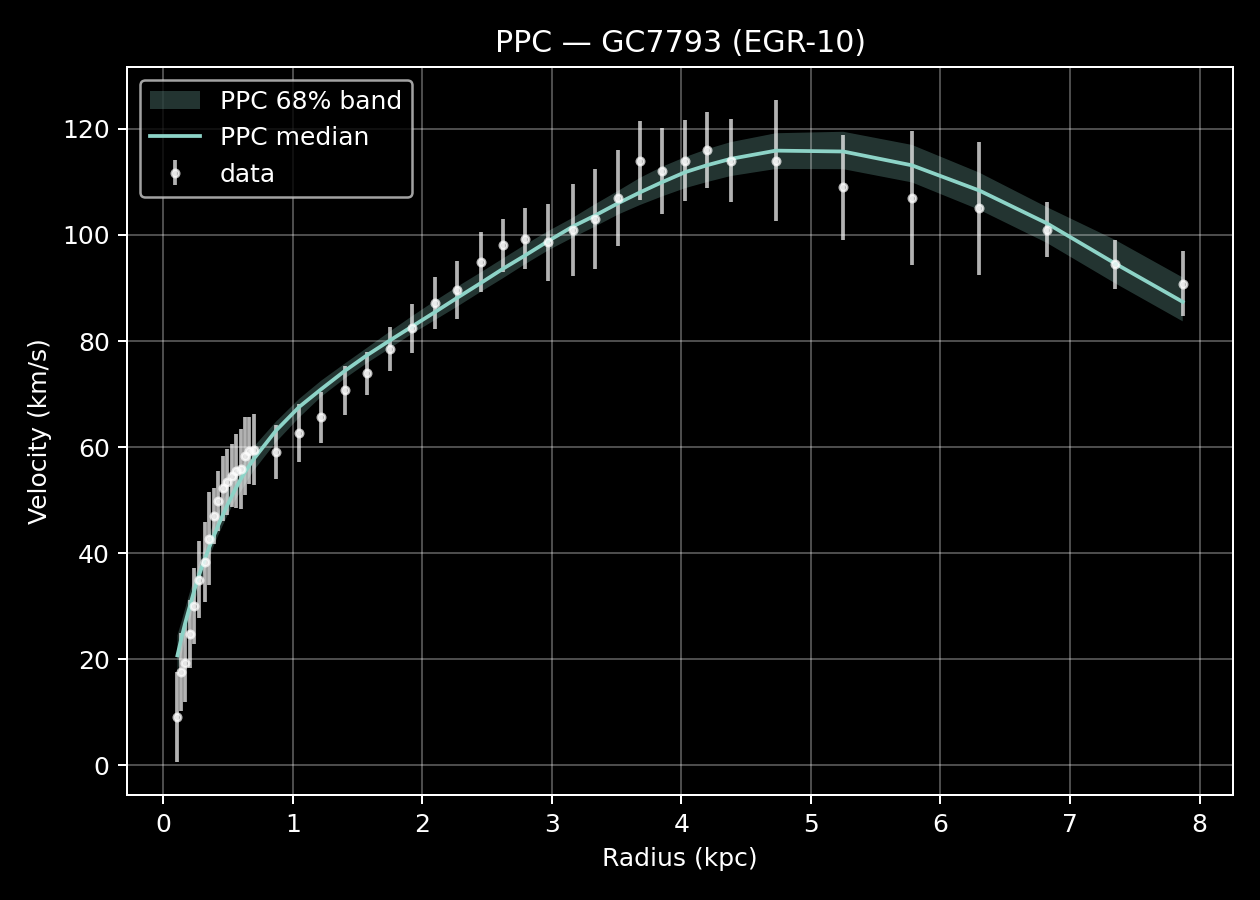 PPC — GC7793 (EGR-10)
PPC 68% band
PPC median
data
120
100
80
60
40
20
0
Velocity (km/s)
0 1 2 3 4 5 6 7 8
Radius (kpc)